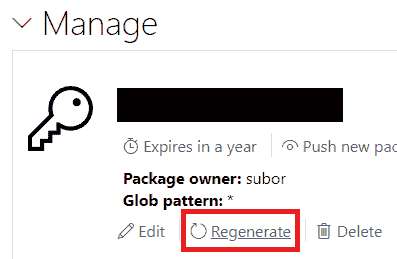 Manage
Expires in a year Push new pac
Package owner: subor
Glob pattern: *
Edit Regenerate Delete